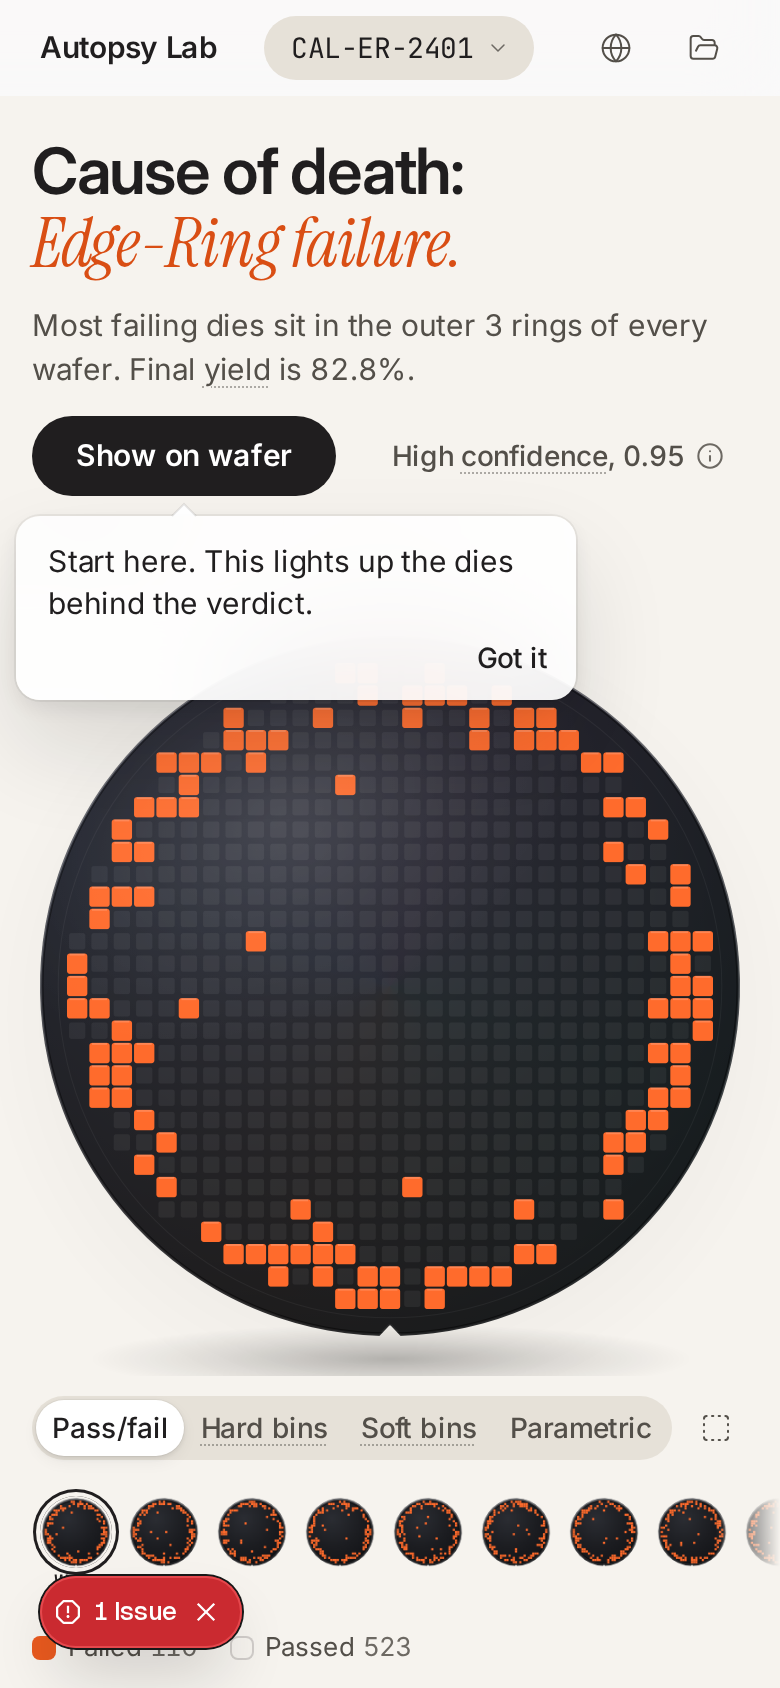 Autopsy Lab
CAL-ER-2401
Cause of death:
Edge-Ring failure.
Most failing dies sit in the outer 3 rings of every
wafer. Final yield is 82.8%.
Show on wafer
High confidence, 0.95
Start here. This lights up the dies
behind the verdict.
Got it
Pass/fail
Hard bins
Soft bins
Parametric
1 Issue
Failed
Passed 523